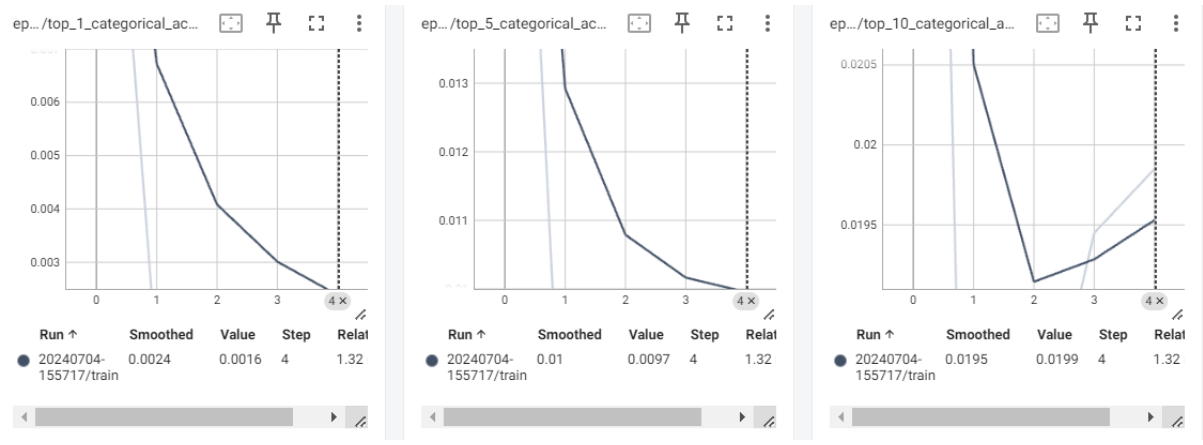 ep.../top_1_categorical_ac...
0.006
0.005
0.004
0.003
0 1 2 3 4 ×
Run ↑ Smoothed Value Step Relat
20240704-155717/train 0.0024 0.0016 4 1.32
ep.../top_5_categorical_ac...
0.013
0.012
0.011
0 1 2 3 4 ×
Run ↑ Smoothed Value Step Relat
20240704-155717/train 0.01 0.0097 4 1.32
ep.../top_10_categorical_a...
0.0205
0.02
0.0195
0 1 2 3 4 ×
Run ↑ Smoothed Value Step Relat
20240704-155717/train 0.0195 0.0199 4 1.32